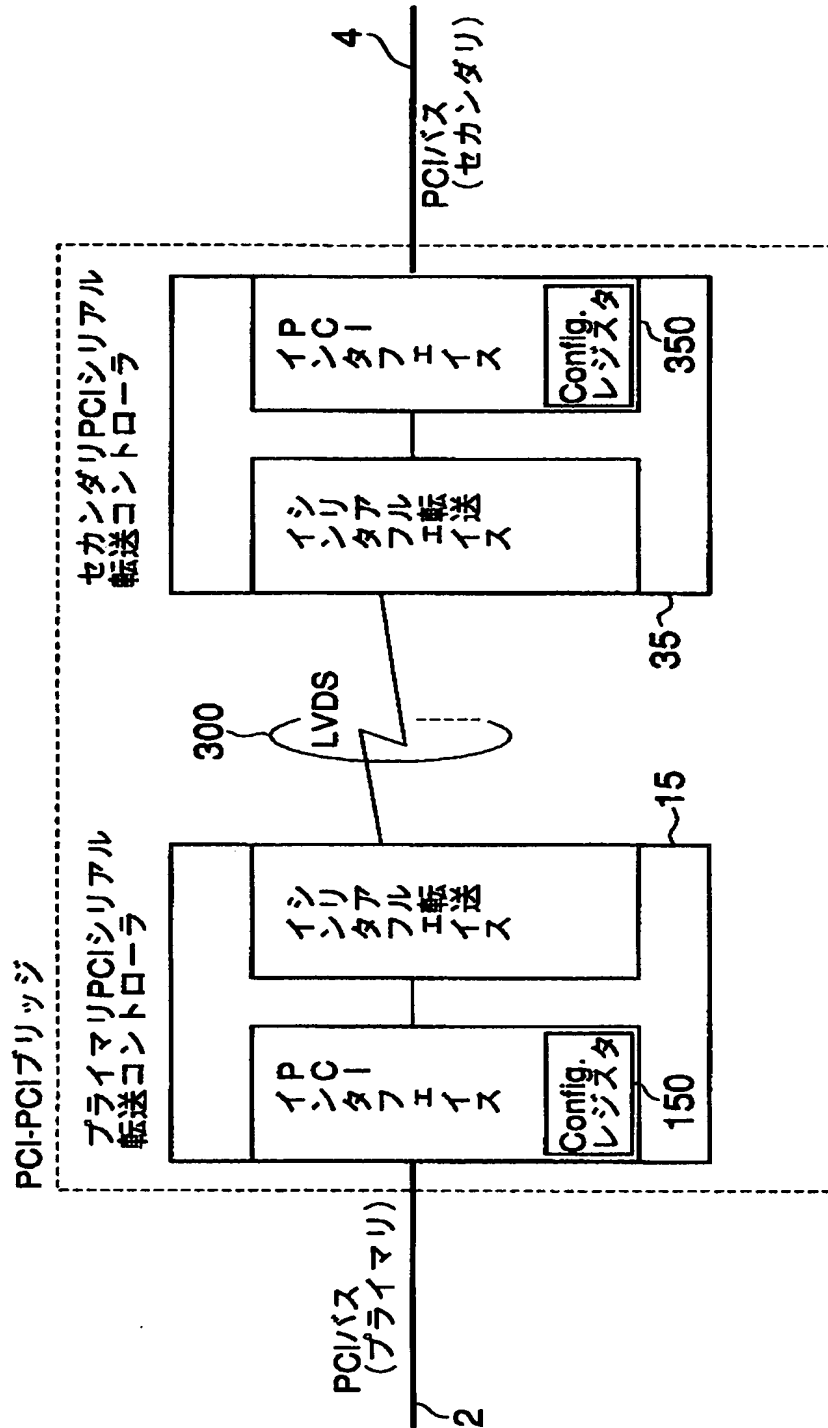 PCI-PCIブリッジ
プライマリPCIシリアル
転送コントローラ
セカンダリPCIシリアル
転送コントローラ
PCIバス
(プライマリ)
2
PCI
インタフェイス
Config.
レジスタ
150
シリアル転送
インタフェイス
15
300
LVDS
シリアル転送
インタフェイス
35
PCI
インタフェイス
Config.
レジスタ
350
PCIバス
(セカンダリ)
4